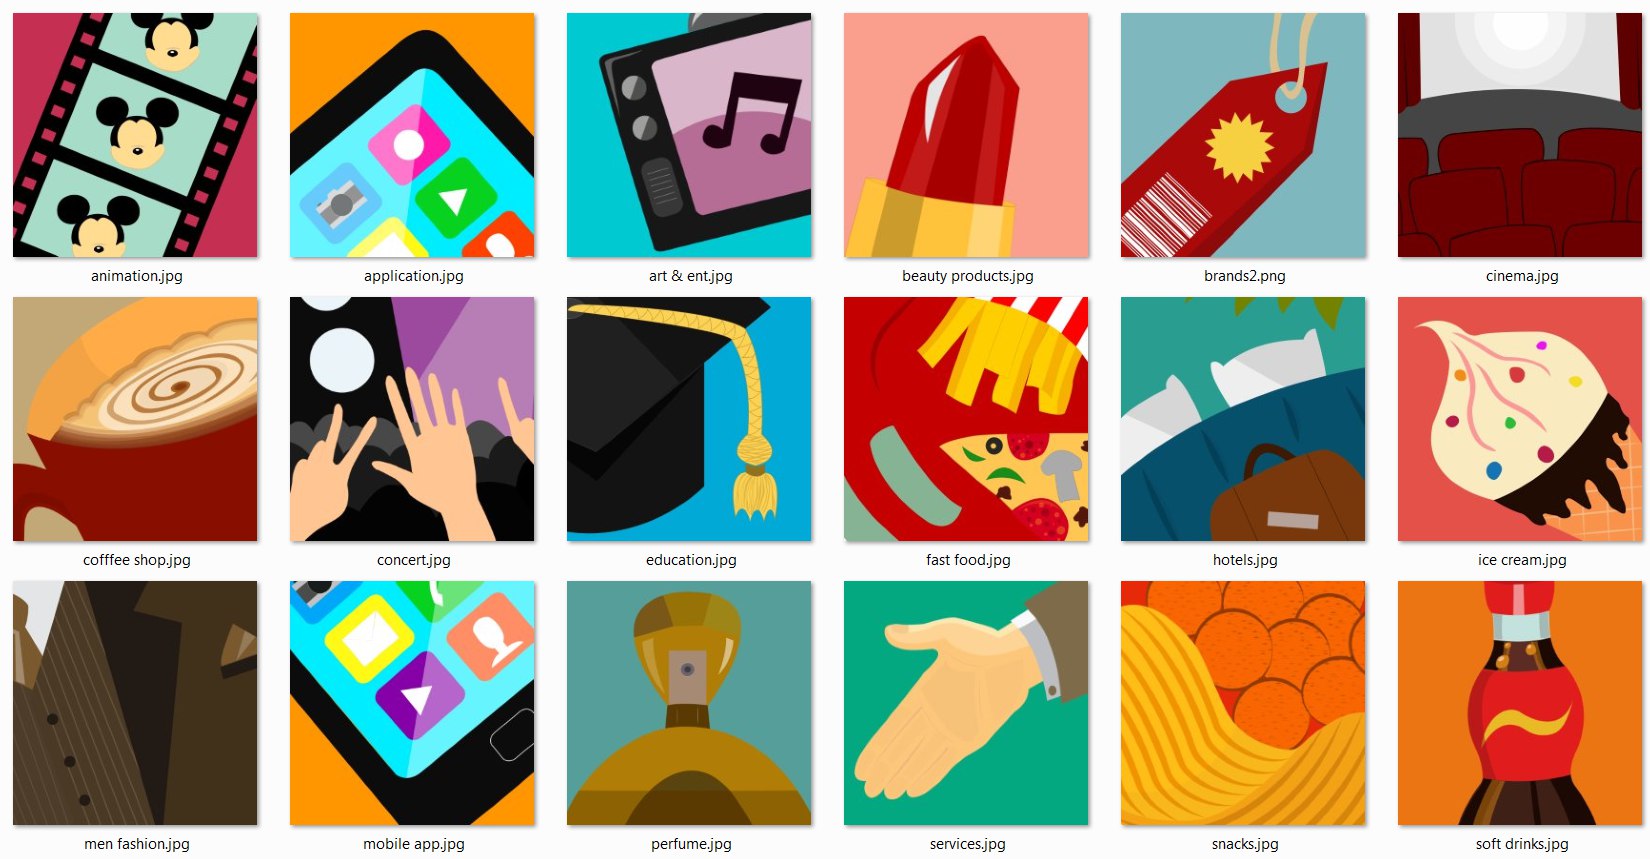 animation.jpg
application.jpg
art & ent.jpg
beauty products.jpg
brands2.png
cinema.jpg
cofffee shop.jpg
concert.jpg
education.jpg
fast food.jpg
hotels.jpg
ice cream.jpg
men fashion.jpg
mobile app.jpg
perfume.jpg
services.jpg
snacks.jpg
soft drinks.jpg